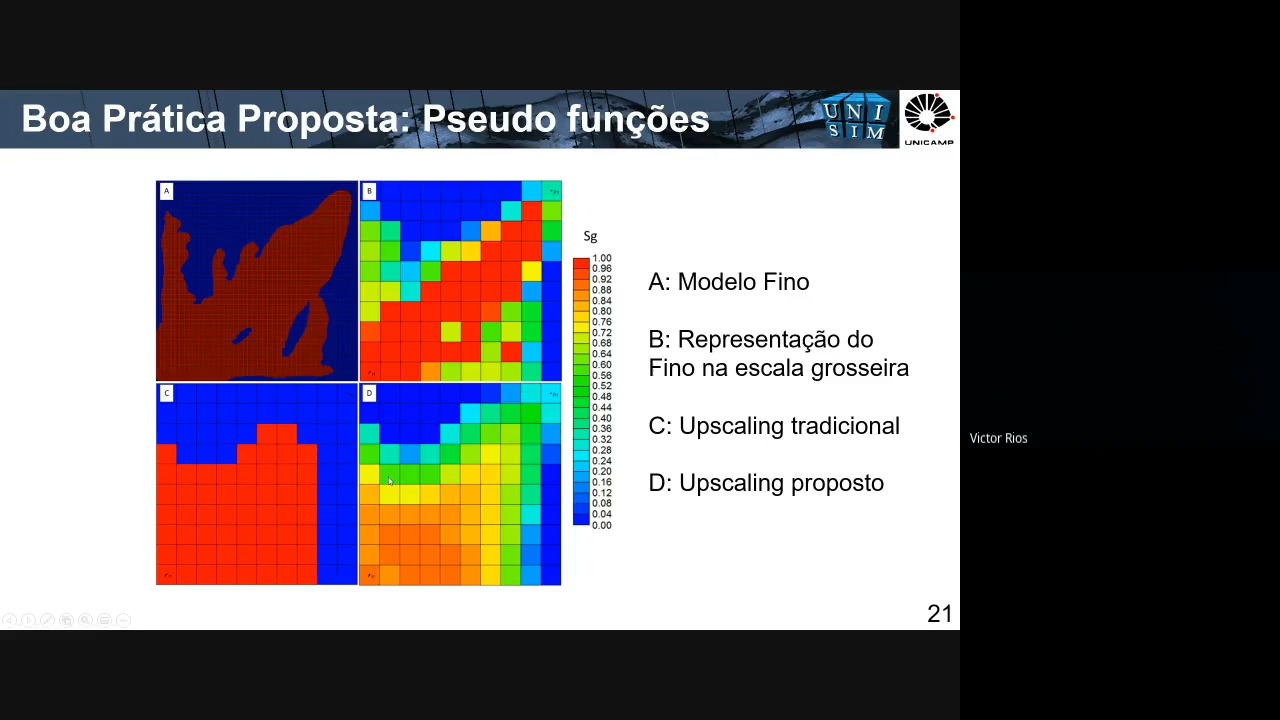 Boa Prática Proposta: Pseudo funções
UNI
SIM
UNICAMP
A
B
C
D
Sg
1.00
0.96
0.92
0.88
0.84
0.80
0.76
0.72
0.68
0.64
0.60
0.56
0.52
0.48
0.44
0.40
0.36
0.32
0.28
0.24
0.20
0.16
0.12
0.08
0.04
0.00
A: Modelo Fino
B: Representação do
Fino na escala grosseira
C: Upscaling tradicional
D: Upscaling proposto
Victor Rios
21